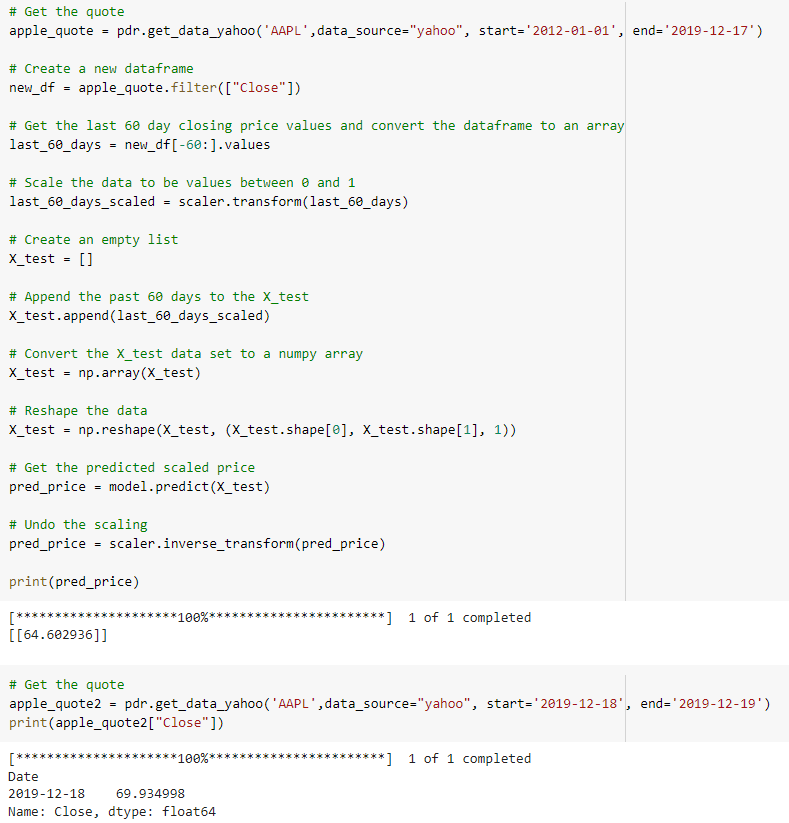 # Get the quote
apple_quote = pdr.get_data_yahoo('AAPL',data_source="yahoo", start='2012-01-01', end='2019-12-17')
# Create a new dataframe
new_df = apple_quote.filter(["Close"])
# Get the last 60 day closing price values and convert the dataframe to an array
last_60_days = new_df[-60:].values
# Scale the data to be values between 0 and 1
last_60_days_scaled = scaler.transform(last_60_days)
# Create an empty list
X_test = []
# Append the past 60 days to the X_test
X_test.append(last_60_days_scaled)
# Convert the X_test data set to a numpy array
X_test = np.array(X_test)
# Reshape the data
X_test = np.reshape(X_test, (X_test.shape[0], X_test.shape[1], 1))
# Get the predicted scaled price
pred_price = model.predict(X_test)
# Undo the scaling
pred_price = scaler.inverse_transform(pred_price)
print(pred_price)
[*********************100%***********************]  1 of 1 completed
[[64.602936]]
# Get the quote
apple_quote2 = pdr.get_data_yahoo('AAPL',data_source="yahoo", start='2019-12-18', end='2019-12-19')
print(apple_quote2["Close"])
[*********************100%***********************]  1 of 1 completed
Date
2019-12-18    69.934998
Name: Close, dtype: float64